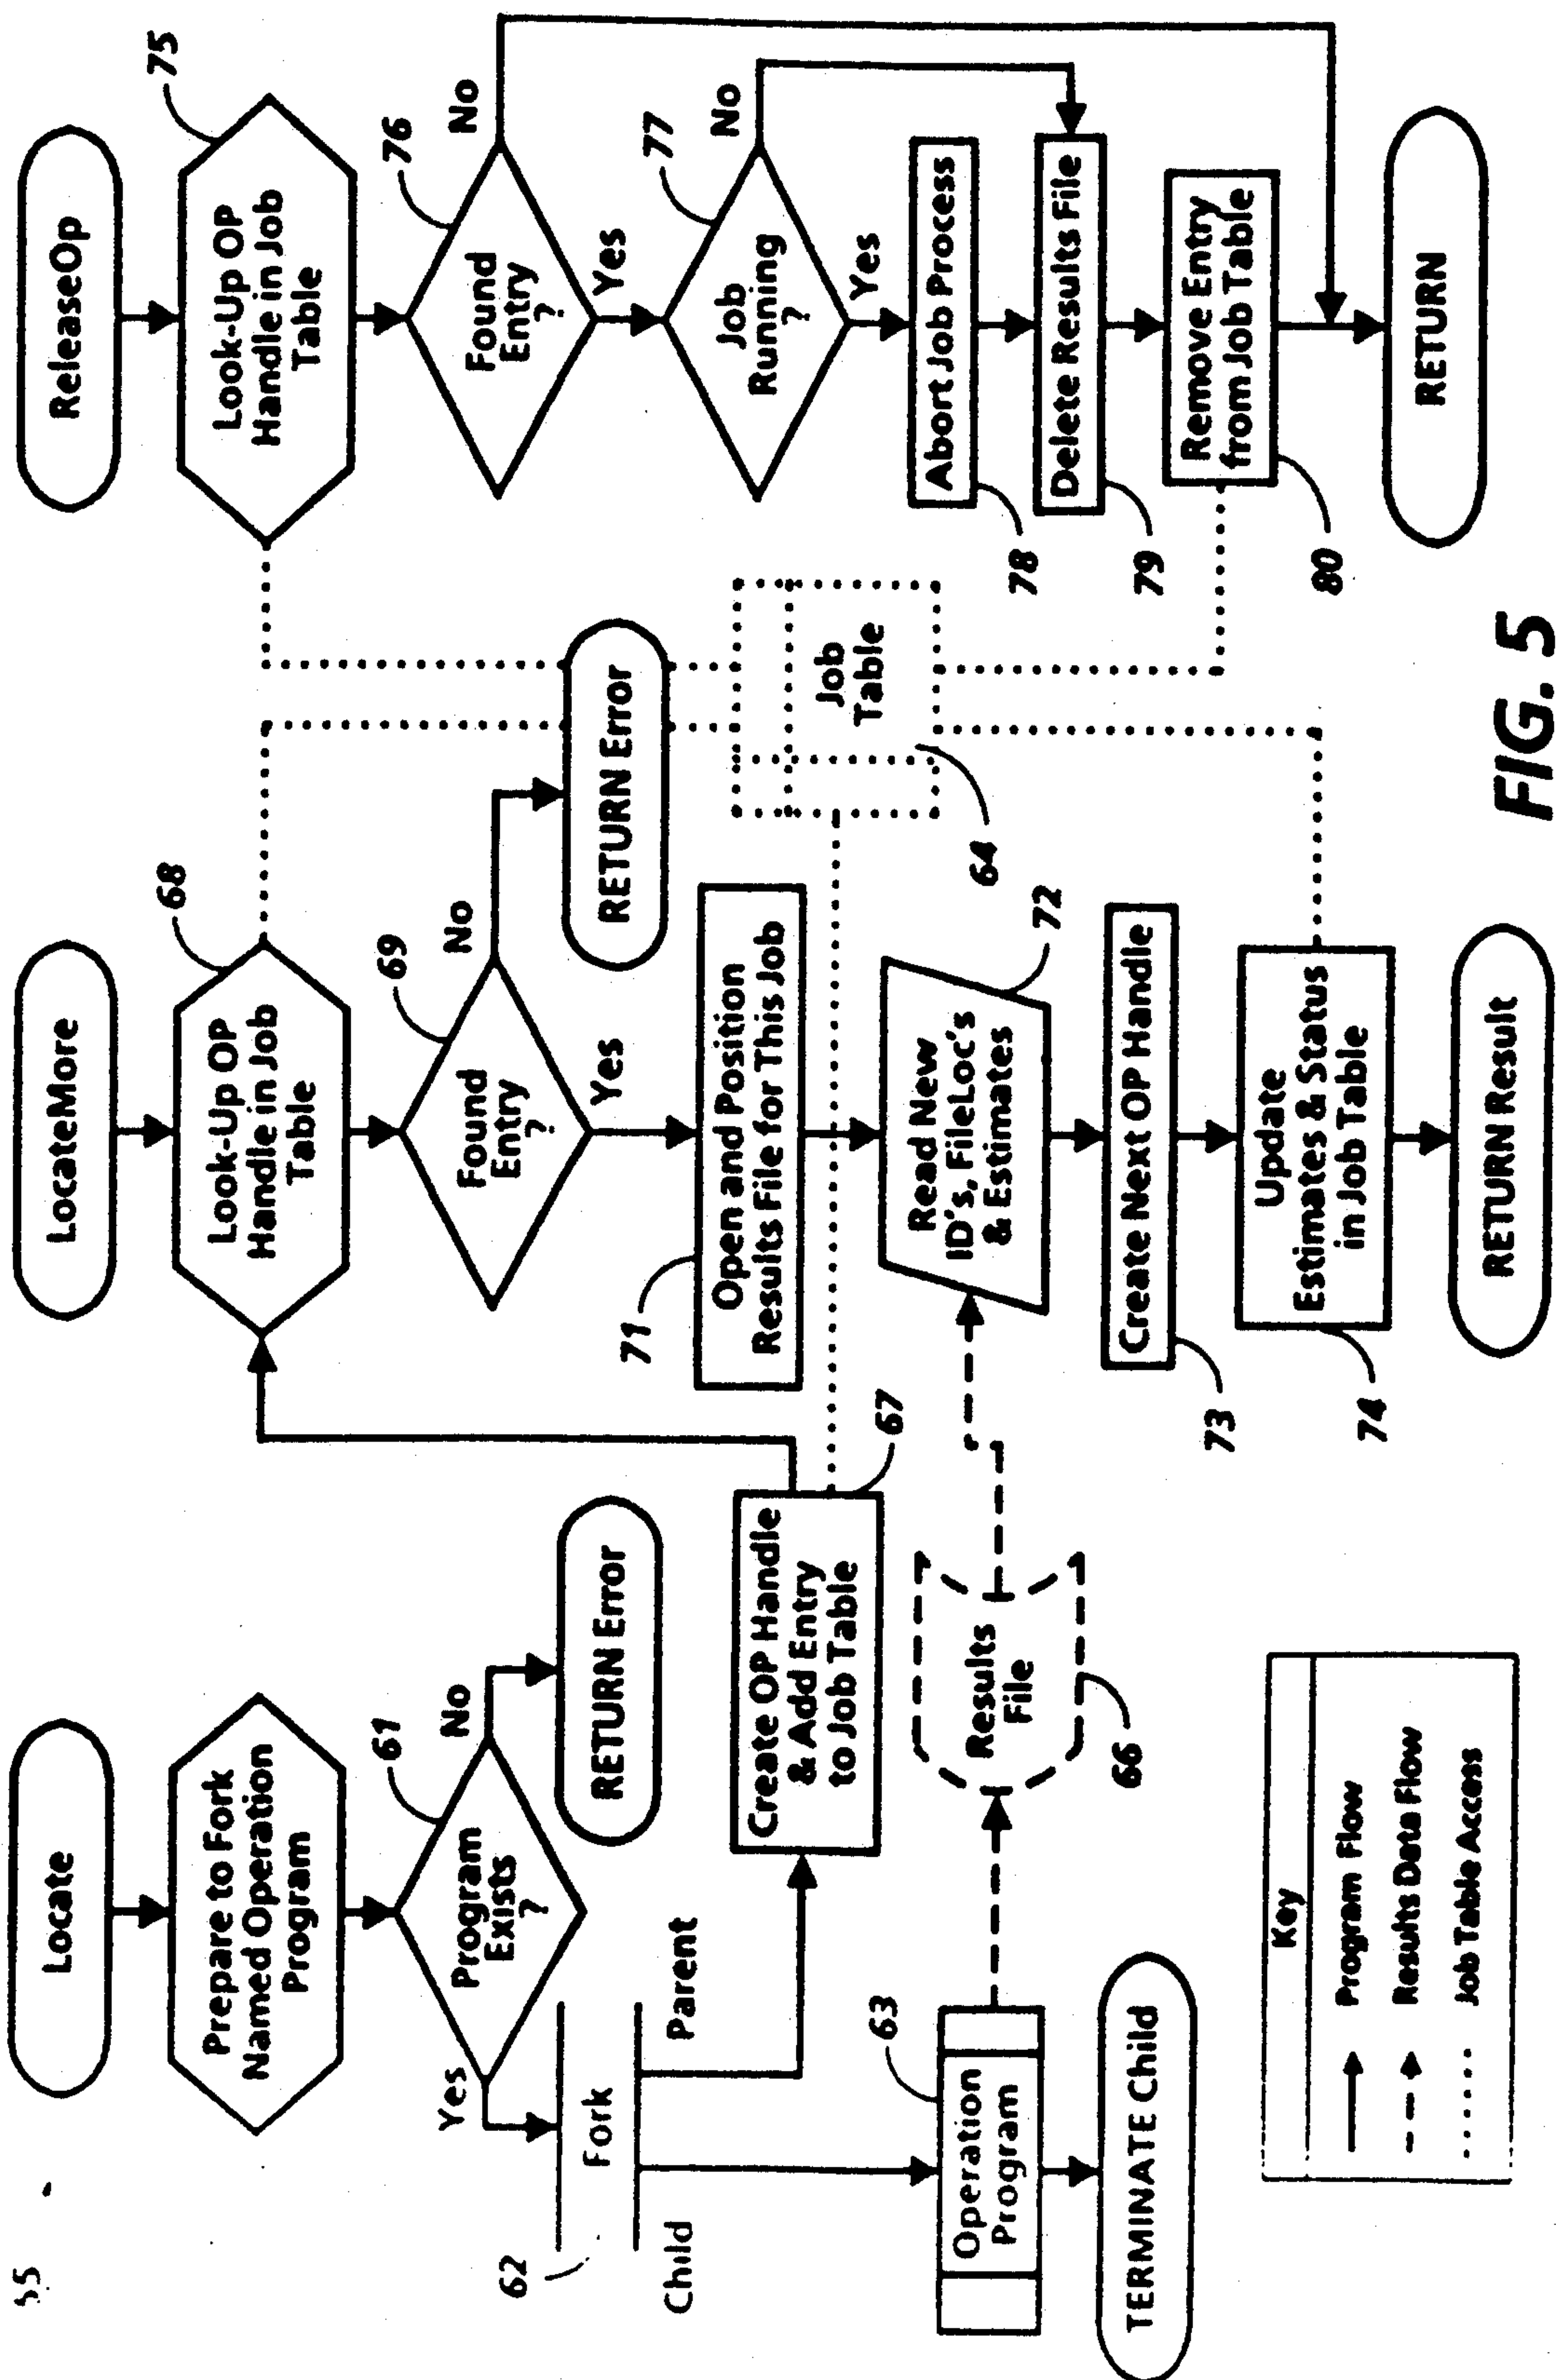 55
Locate
Prepare to Fork
Named Operation
Program
61
Program
Exists
?
Yes
No
RETURN Error
62
Fork
Child
Parent
63
Operation
Program
TERMINATE Child
Create OP Handle
& Add Entry
to Job Table
67
Results
File
66
Key
Program Flow
Results Data Flow
Job Table Access
LocateMore
68
Look-Up OP
Handle in Job
Table
69
Found
Entry
?
No
Yes
RETURN Error
71
Open and Position
Results File for This Job
72
Read New
ID's, FileLoc's
& Estimates
Create Next OP Handle
73
Update
Estimates & Status
in Job Table
74
RETURN Result
Job
Table
64
ReleaseOp
75
Look-Up OP
Handle in Job
Table
76
Found
Entry
?
No
Yes
77
Job
Running
?
No
Yes
Abort Job Process
78
Delete Results File
79
Remove Entry
from Job Table
80
RETURN
FIG. 5